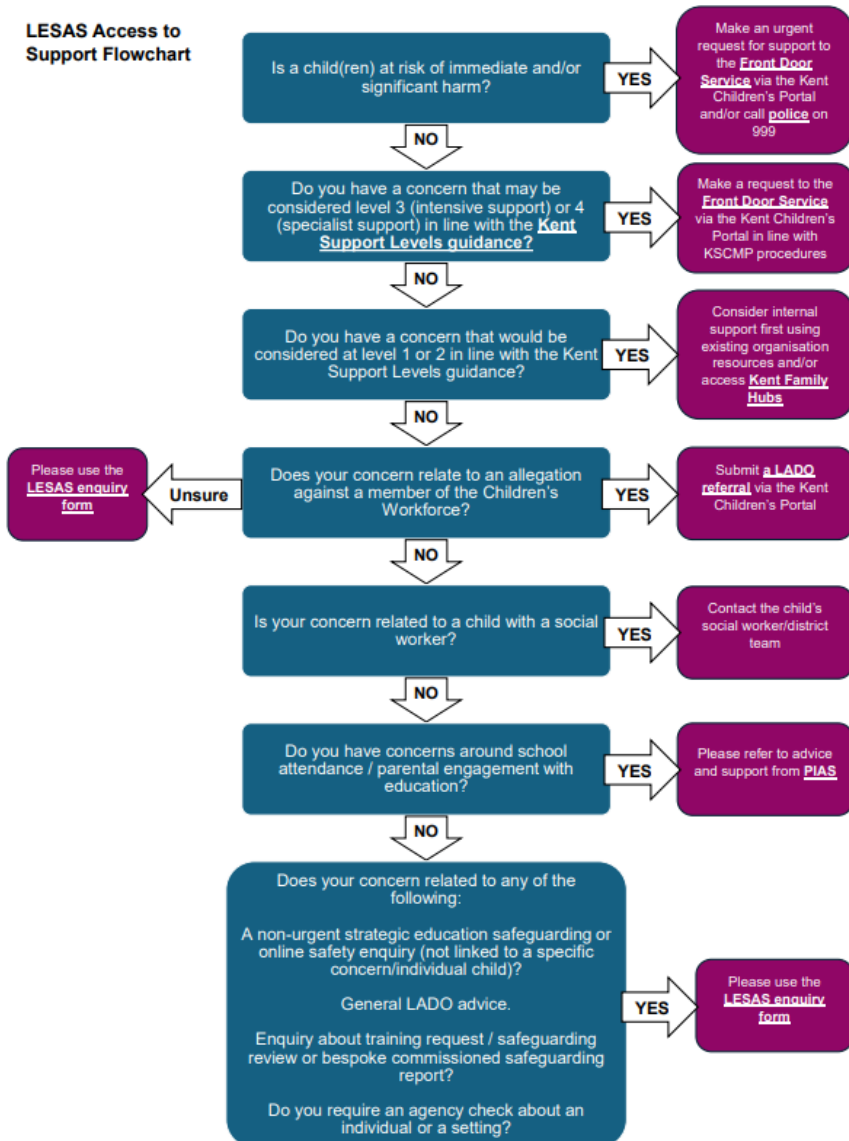 LESAS Access to
Support Flowchart
Is a child(ren) at risk of immediate and/or
significant harm?
YES
Make an urgent
request for support to
the Front Door
Service via the Kent
Children's Portal
and/or call police on
999
NO
Do you have a concern that may be
considered level 3 (intensive support) or 4
(specialist support) in line with the Kent
Support Levels guidance?
YES
Make a request to the
Front Door Service
via the Kent Children's
Portal in line with
KSCMP procedures
NO
Do you have a concern that would be
considered at level 1 or 2 in line with the Kent
Support Levels guidance?
YES
Consider internal
support first using
existing organisation
resources and/or
access Kent Family
Hubs
NO
Please use the
LESAS enquiry
form
Unsure
Does your concern relate to an allegation
against a member of the Children's
Workforce?
YES
Submit a LADO
referral via the Kent
Children's Portal
NO
Is your concern related to a child with a social
worker?
YES
Contact the child's
social worker/district
team
NO
Do you have concerns around school
attendance / parental engagement with
education?
YES
Please refer to advice
and support from PIAS
NO
Does your concern related to any of the
following:
A non-urgent strategic education safeguarding or
online safety enquiry (not linked to a specific
concern/individual child)?
General LADO advice.
Enquiry about training request / safeguarding
review or bespoke commissioned safeguarding
report?
Do you require an agency check about an
individual or a setting?
YES
Please use the
LESAS enquiry
form